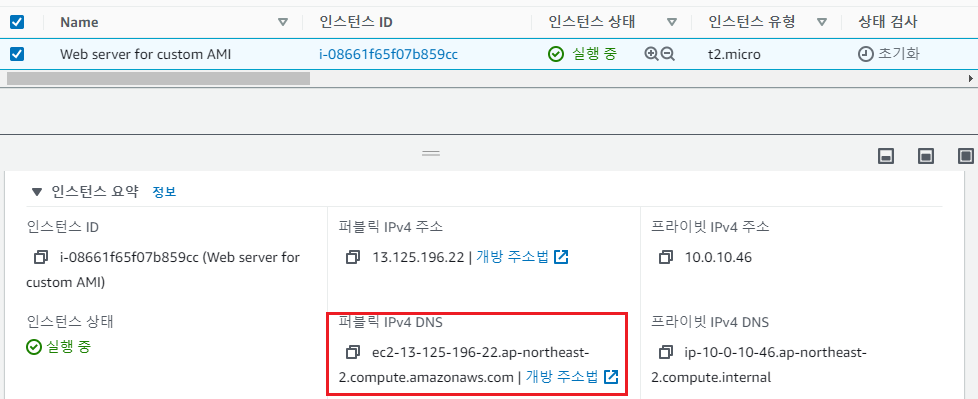 Name 인스턴스 ID 인스턴스 상태 인스턴스 유형 상태 검사
Web server for custom AMI i-08661f65f07b859cc 실행 중 t2.micro 초기화
인스턴스 요약 정보
인스턴스 ID
i-08661f65f07b859cc (Web server for
custom AMI)
퍼블릭 IPv4 주소
13.125.196.22 | 개방 주소법
프라이빗 IPv4 주소
10.0.10.46
인스턴스 상태
실행 중
퍼블릭 IPv4 DNS
ec2-13-125-196-22.ap-northeast-
2.compute.amazonaws.com | 개방 주소법
프라이빗 IPv4 DNS
ip-10-0-10-46.ap-northeast-
2.compute.internal